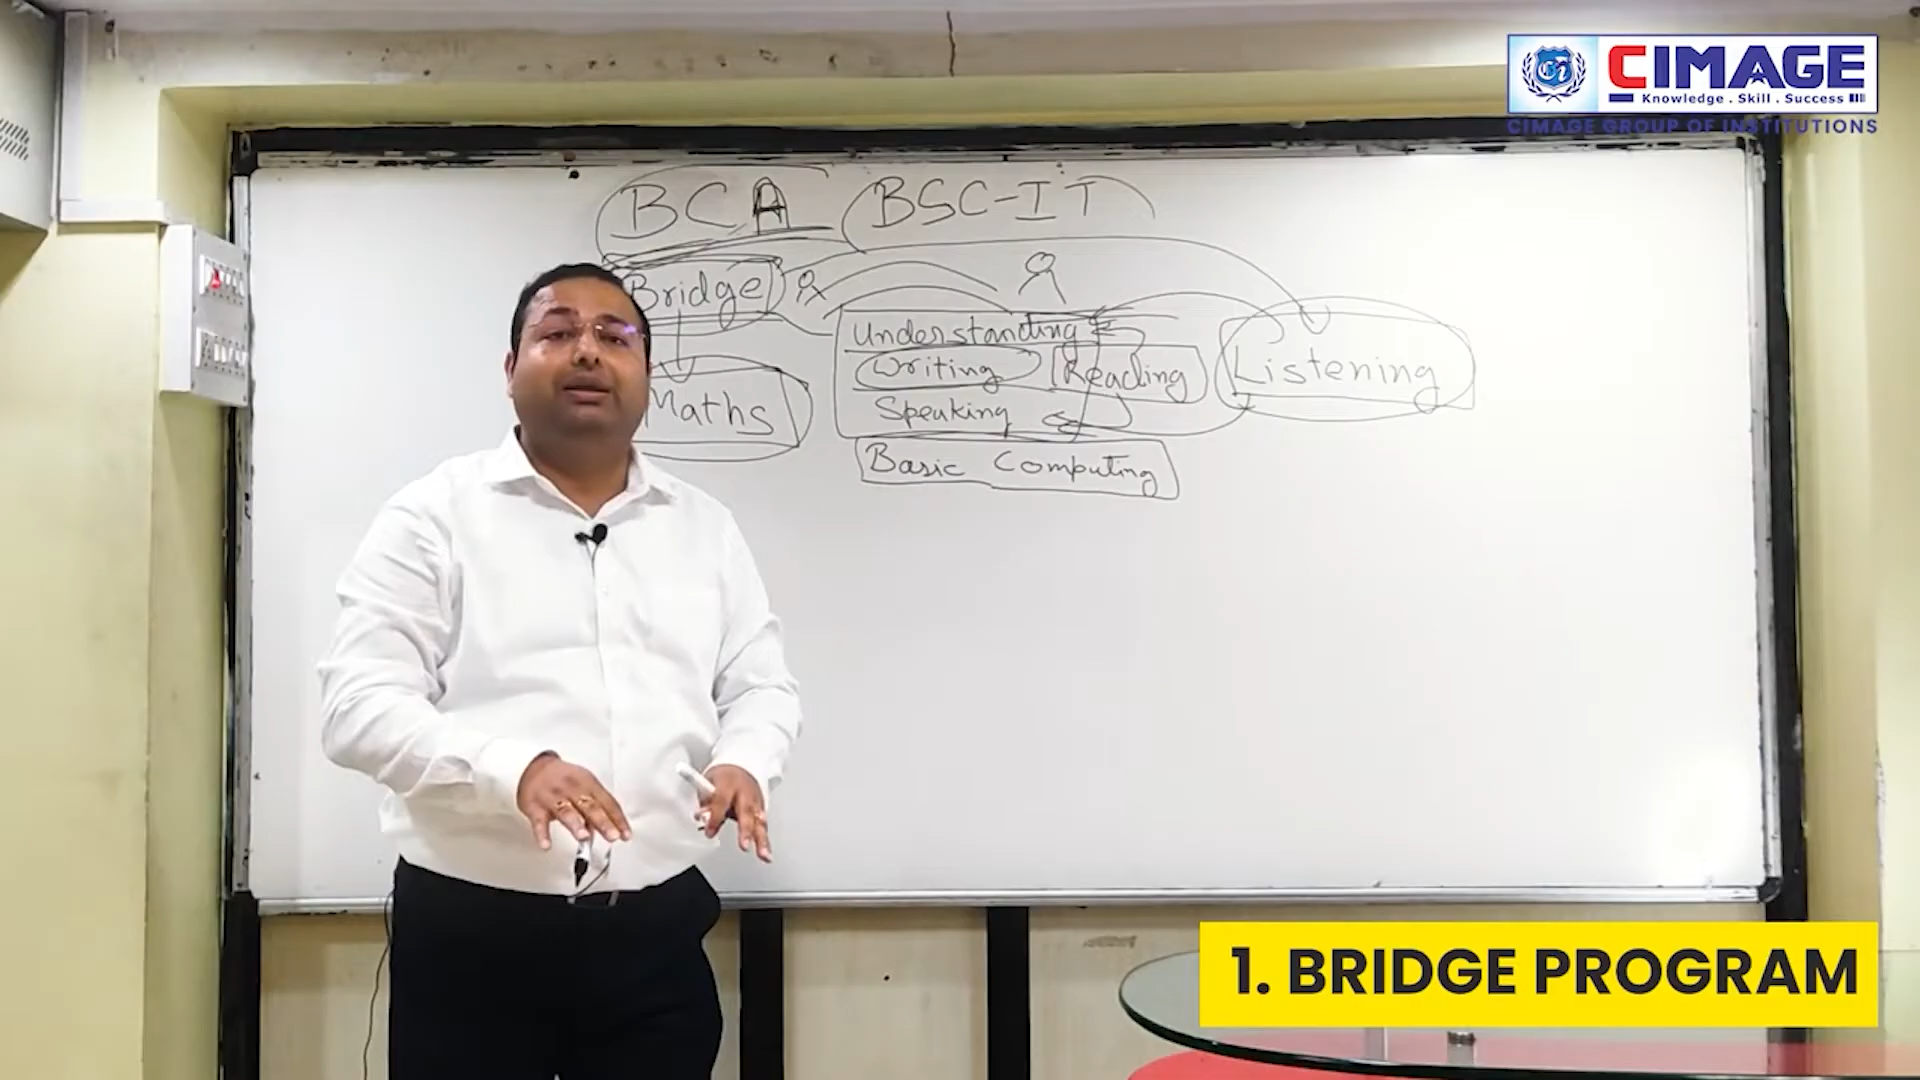 CIMAGE
Knowledge . Skill . Success
CIMAGE GROUP OF INSTITUTIONS
BCA BSC-IT
Bridge
Understanding
Writing Reading Listening
Maths
Speaking
Basic Computing
1. BRIDGE PROGRAM